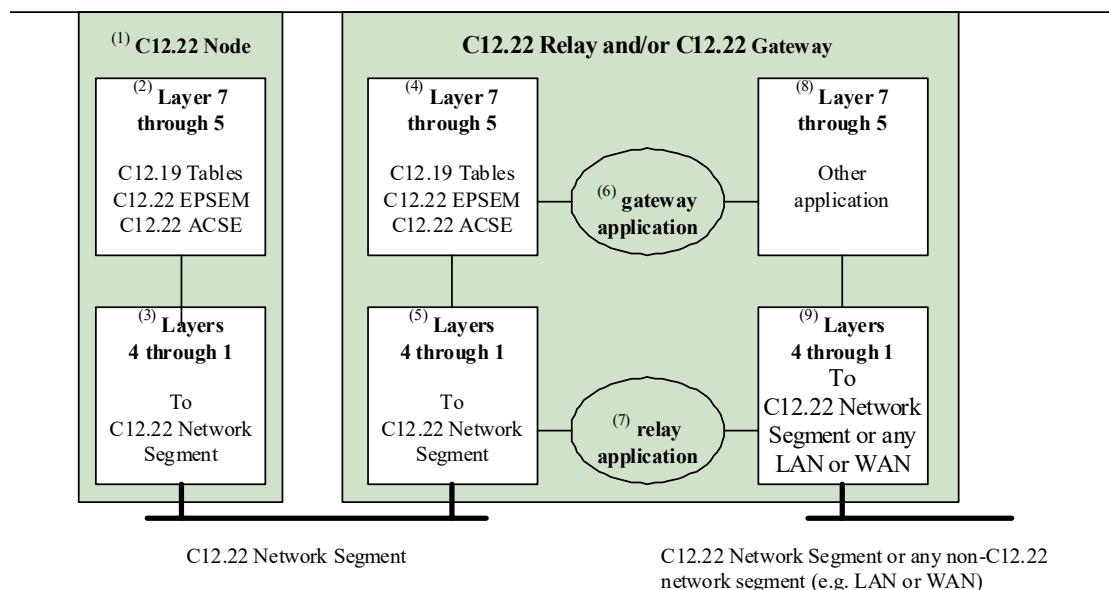 (1) C12.22 Node
(2) Layer 7
through 5
C12.19 Tables
C12.22 EPSEM
C12.22 ACSE
(3) Layers
4 through 1
To
C12.22 Network
Segment
C12.22 Relay and/or C12.22 Gateway
(4) Layer 7
through 5
C12.19 Tables
C12.22 EPSEM
C12.22 ACSE
(5) Layers
4 through 1
To
C12.22 Network
Segment
(6) gateway
application
(7) relay
application
(8) Layer 7
through 5
Other
application
(9) Layers
4 through 1
To
C12.22 Network
Segment or any
LAN or WAN
C12.22 Network Segment
C12.22 Network Segment or any non-C12.22
network segment (e.g. LAN or WAN)